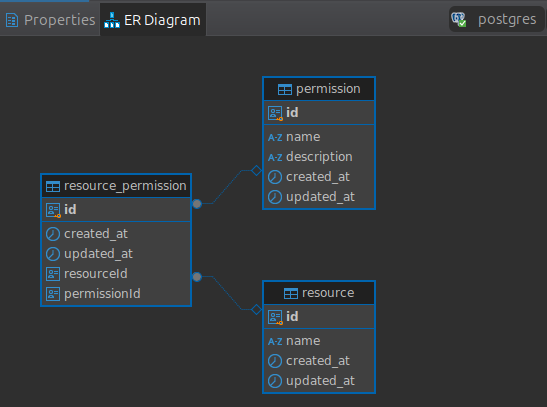 Properties
ER Diagram
postgres
permission
id
A-Z name
A-Z description
created_at
updated_at
resource_permission
id
created_at
updated_at
resourceId
permissionId
resource
id
A-Z name
created_at
updated_at